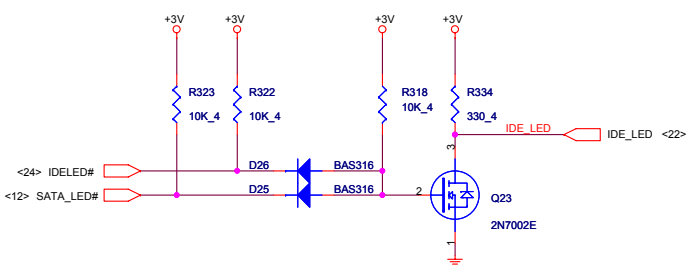 +3V +3V +3V +3V
R323 R322 R318 R334
10K_4 10K_4 10K_4 330_4
IDE_LED IDE_LED <22>
3
<24> IDELED# D26 BAS316
<12> SATA_LED# D25 BAS316 2 Q23
2N7002E
1